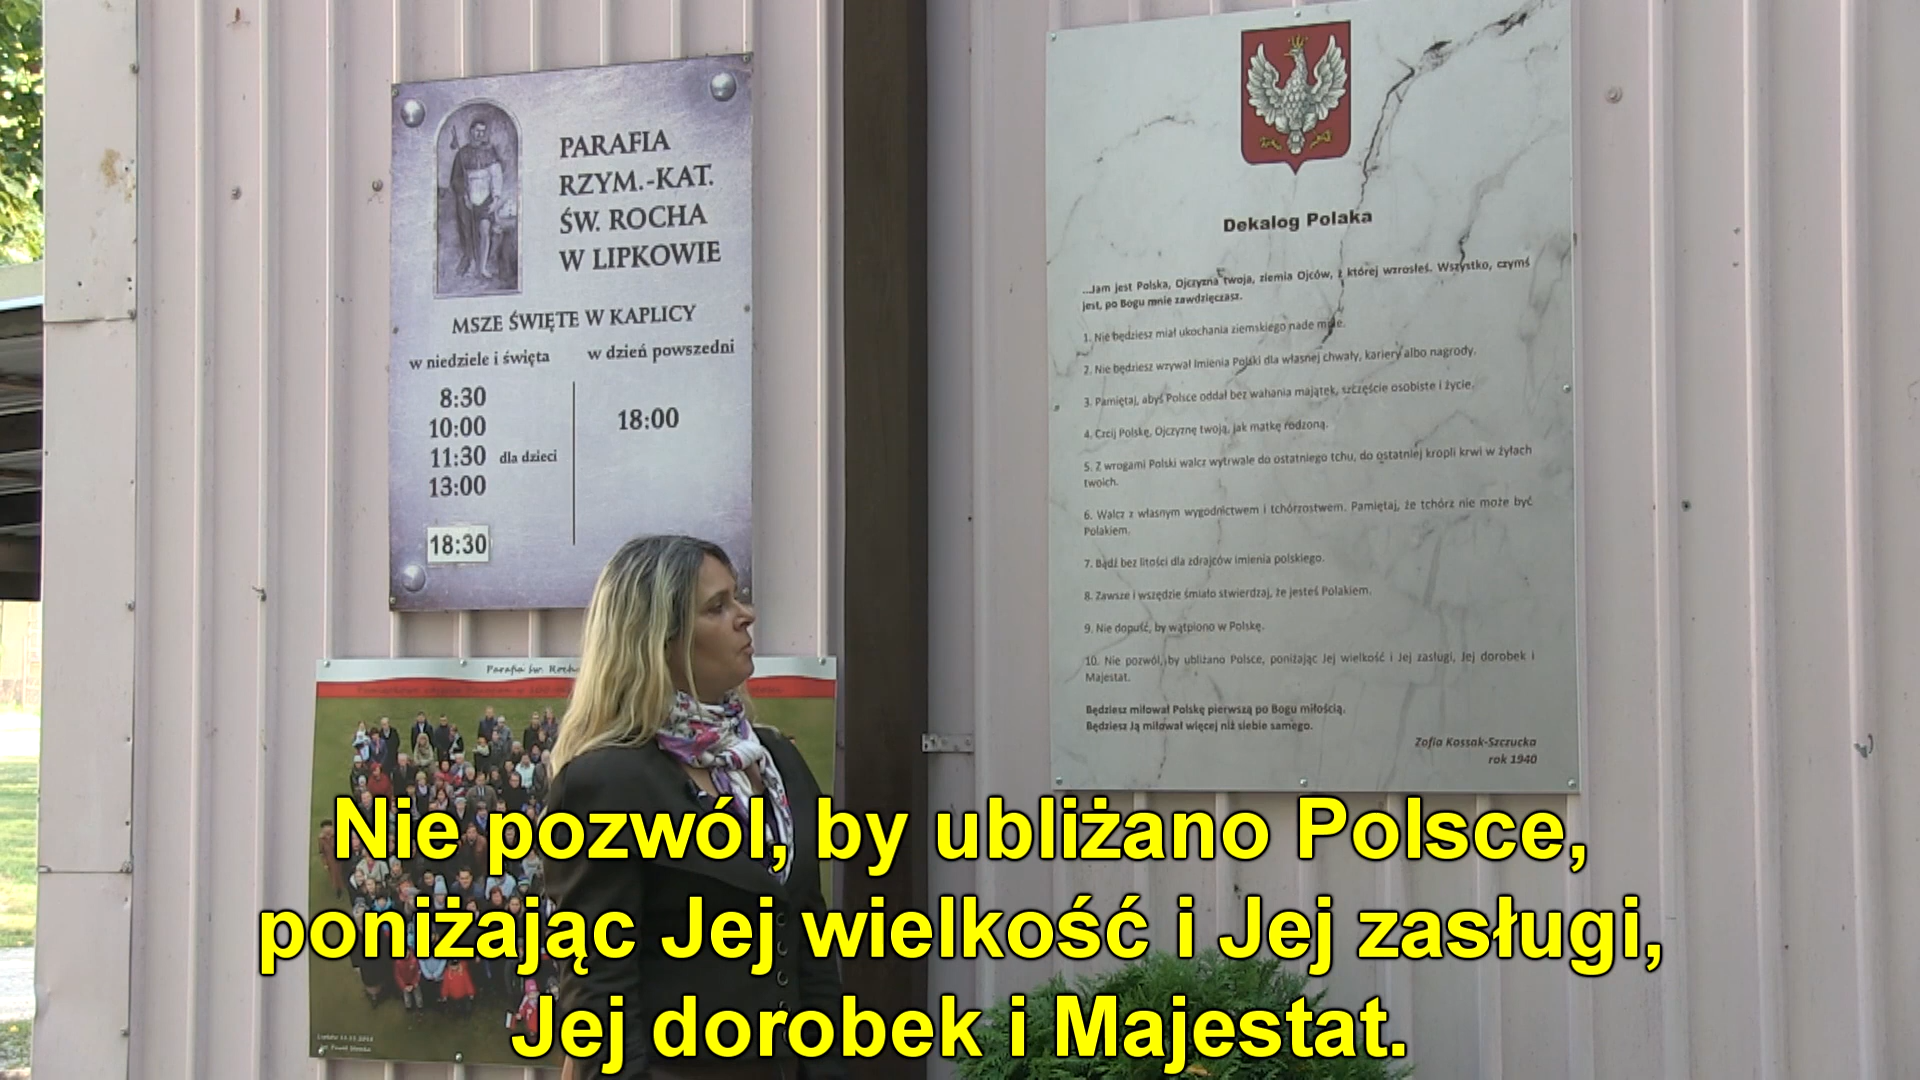 PARAFIA
RZYM.-KAT.
ŚW. ROCHA
W LIPKOWIE
MSZE ŚWIĘTE W KAPLICY
w niedziele i święta
8:30
10:00
11:30 dla dzieci
13:00
18:30
w dzień powszedni
18:00
Parafia św. Rocha
Dekalog Polaka
...Jam jest Polska, Ojczyzna twoja, ziemia Ojców, z której wzrosłeś. Wszystko, czymś
jest, po Bogu mnie zawdzięczasz.
1. Nie będziesz miał ukochania ziemskiego nade mnie.
2. Nie będziesz wzywał imienia Polski dla własnej chwały, kariery albo nagrody.
3. Pamiętaj, abyś Polsce oddał bez wahania majątek, szczęście osobiste i życie.
4. Czcij Polskę, Ojczyznę twoją, jak matkę rodzoną.
5. Z wrogami Polski walcz wytrwale do ostatniego tchu, do ostatniej kropli krwi w żyłach
twoich.
6. Walcz z własnym wygodnictwem i tchórzostwem. Pamiętaj, że tchórz nie może być
Polakiem.
7. Bądź bez litości dla zdrajców imienia polskiego.
8. Zawsze i wszędzie śmiało stwierdzaj, że jesteś Polakiem.
9. Nie dopuść, by wątpiono w Polskę.
10. Nie pozwól, by ubliżano Polsce, poniżając Jej wielkość i Jej zasługi, Jej dorobek i
Majestat.
Będziesz miłował Polskę pierwszą po Bogu miłością.
Będziesz Ją miłował więcej niż siebie samego.
Zofia Kossak-Szczucka
rok 1940
Nie pozwól, by ubliżano Polsce,
poniżając Jej wielkość i Jej zasługi,
Jej dorobek i Majestat.